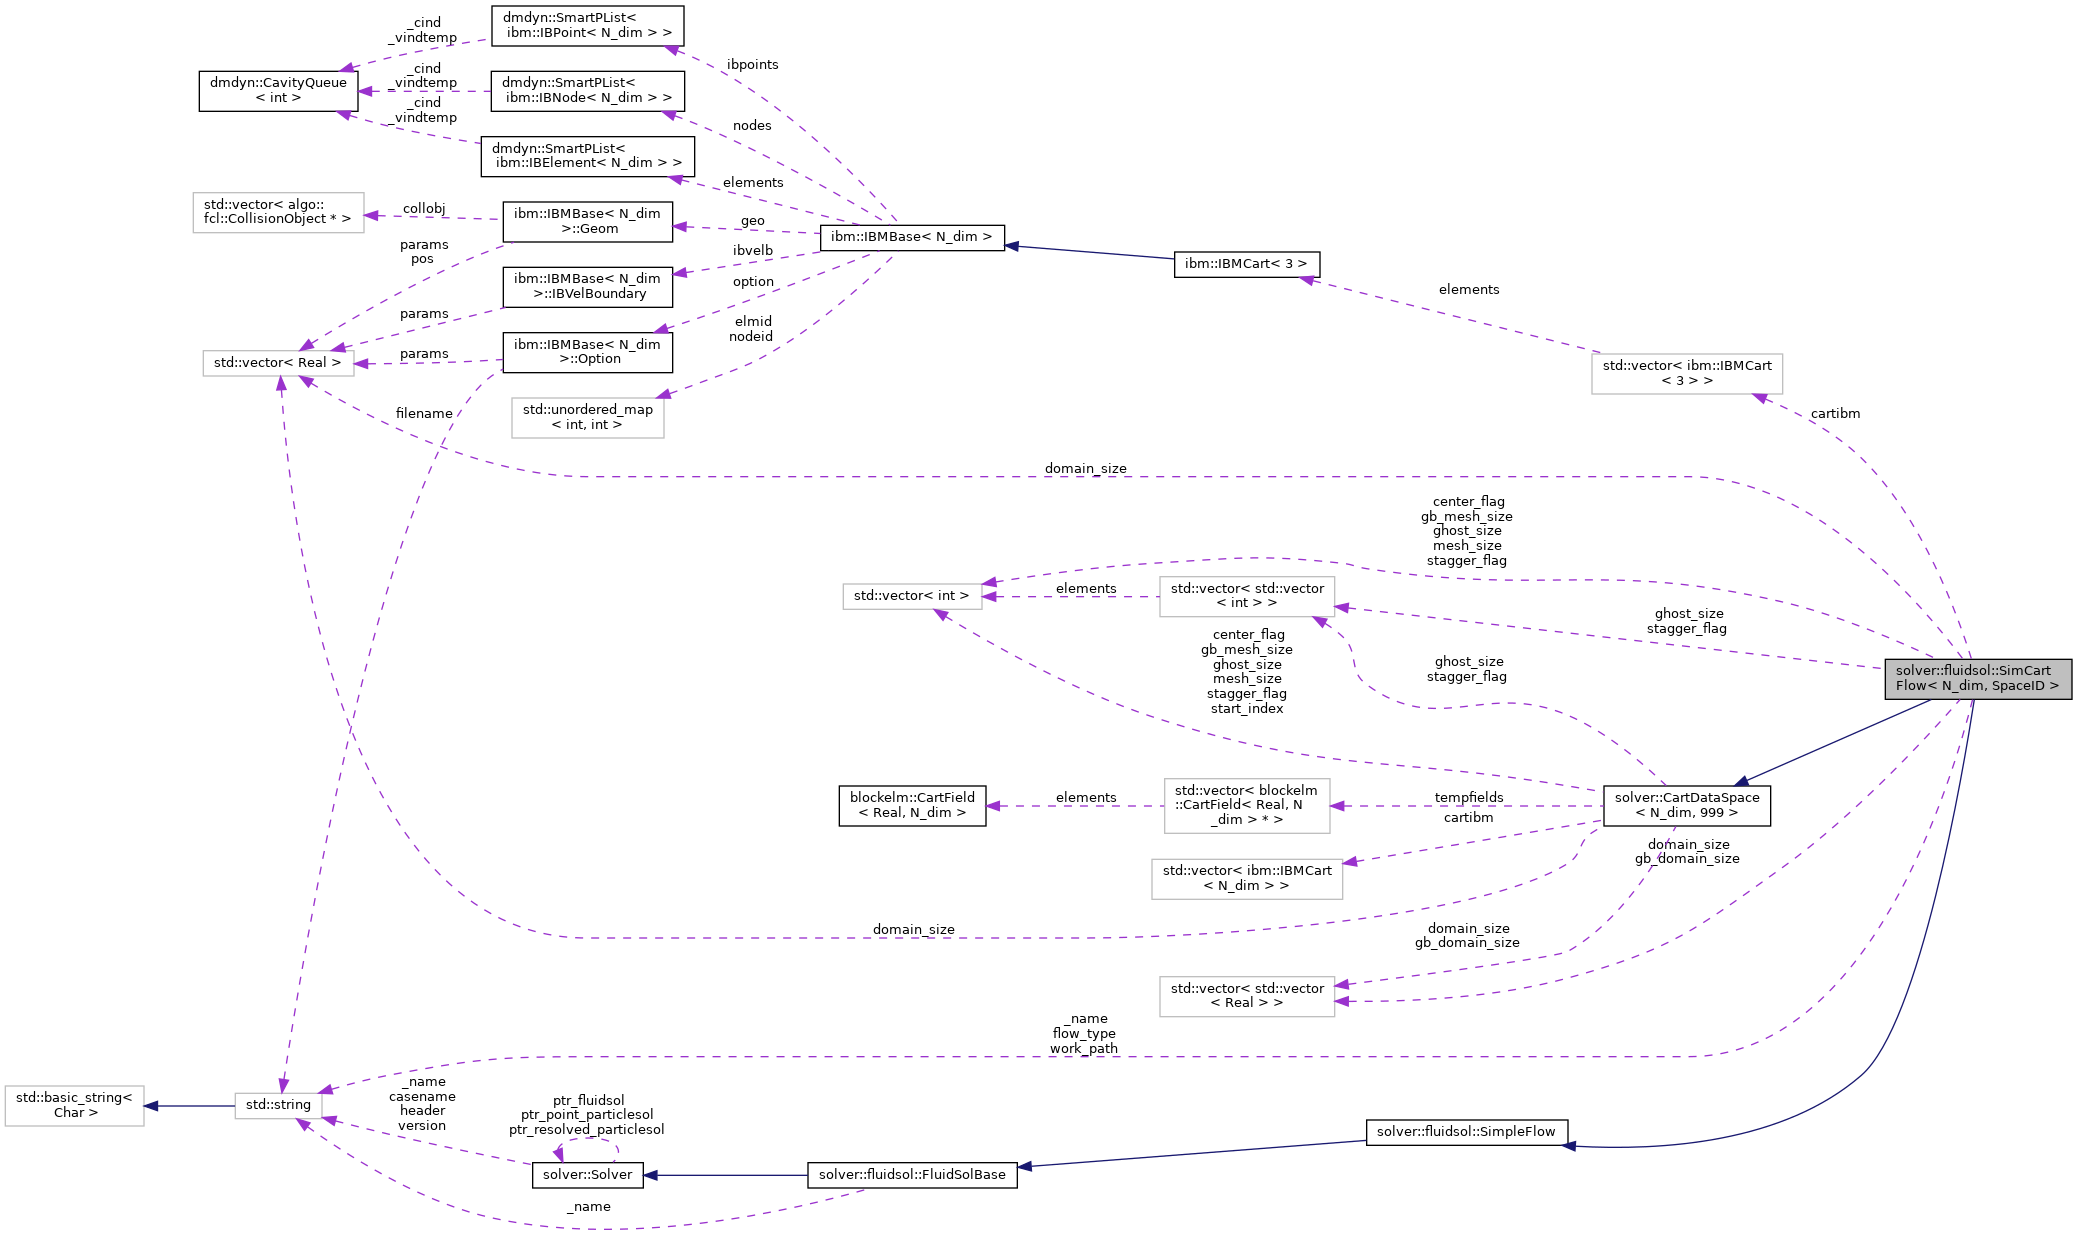 _cind
_vindtemp
dmdyn::SmartPList<
ibm::IBPoint< N_dim > >
ibpoints
dmdyn::CavityQueue
< int >
_cind
_vindtemp
dmdyn::SmartPList<
ibm::IBNode< N_dim > >
nodes
_cind
_vindtemp
dmdyn::SmartPList<
ibm::IBElement< N_dim > >
elements
std::vector< algo::
fcl::CollisionObject * >
collobj
ibm::IBMBase< N_dim
>::Geom
geo
ibm::IBMBase< N_dim >
params
pos
ibvelb
ibm::IBMCart< 3 >
ibm::IBMBase< N_dim
>::IBVelBoundary
option
elements
params
elmid
nodeid
ibm::IBMBase< N_dim
>::Option
params
std::vector< Real >
std::vector< ibm::IBMCart
< 3 > >
filename
std::unordered_map
< int, int >
cartibm
domain_size
center_flag
gb_mesh_size
ghost_size
mesh_size
stagger_flag
std::vector< int >
elements
std::vector< std::vector
< int > >
ghost_size
stagger_flag
center_flag
gb_mesh_size
ghost_size
mesh_size
stagger_flag
start_index
ghost_size
stagger_flag
solver::fluidsol::SimCart
Flow< N_dim, SpaceID >
blockelm::CartField
< Real, N_dim >
elements
std::vector< blockelm
::CartField< Real, N
_dim > * >
tempfields
cartibm
solver::CartDataSpace
< N_dim, 999 >
domain_size
gb_domain_size
std::vector< ibm::IBMCart
< N_dim > >
domain_size
domain_size
gb_domain_size
std::vector< std::vector
< Real > >
_name
flow_type
work_path
std::basic_string<
Char >
std::string
_name
casename
header
version
ptr_fluidsol
ptr_point_particlesol
ptr_resolved_particlesol
solver::Solver
solver::fluidsol::FluidSolBase
solver::fluidsol::SimpleFlow
_name